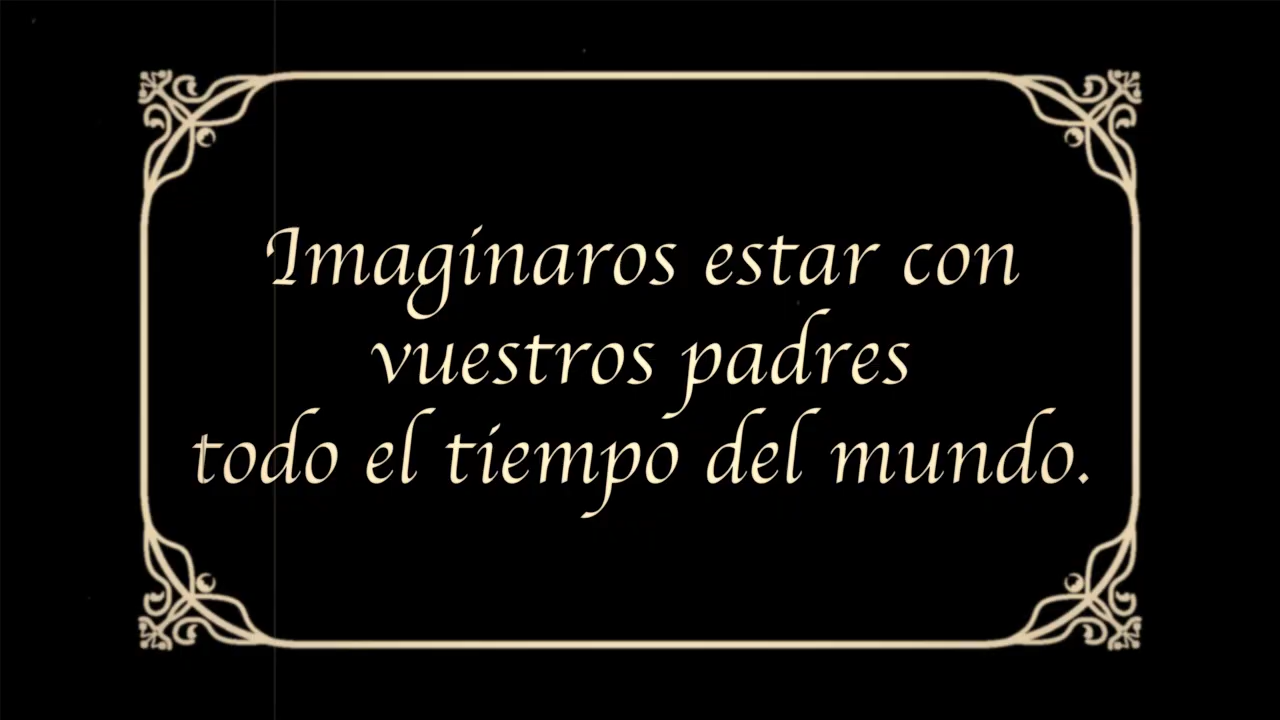 Imaginaros estar con
vuestros padres
todo el tiempo del mundo.